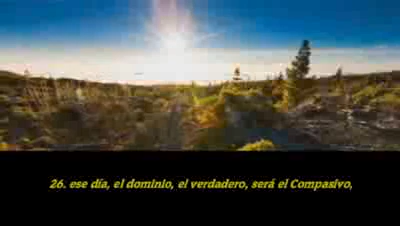 26. ese día, el dominio, el verdadero, será el Compasivo,